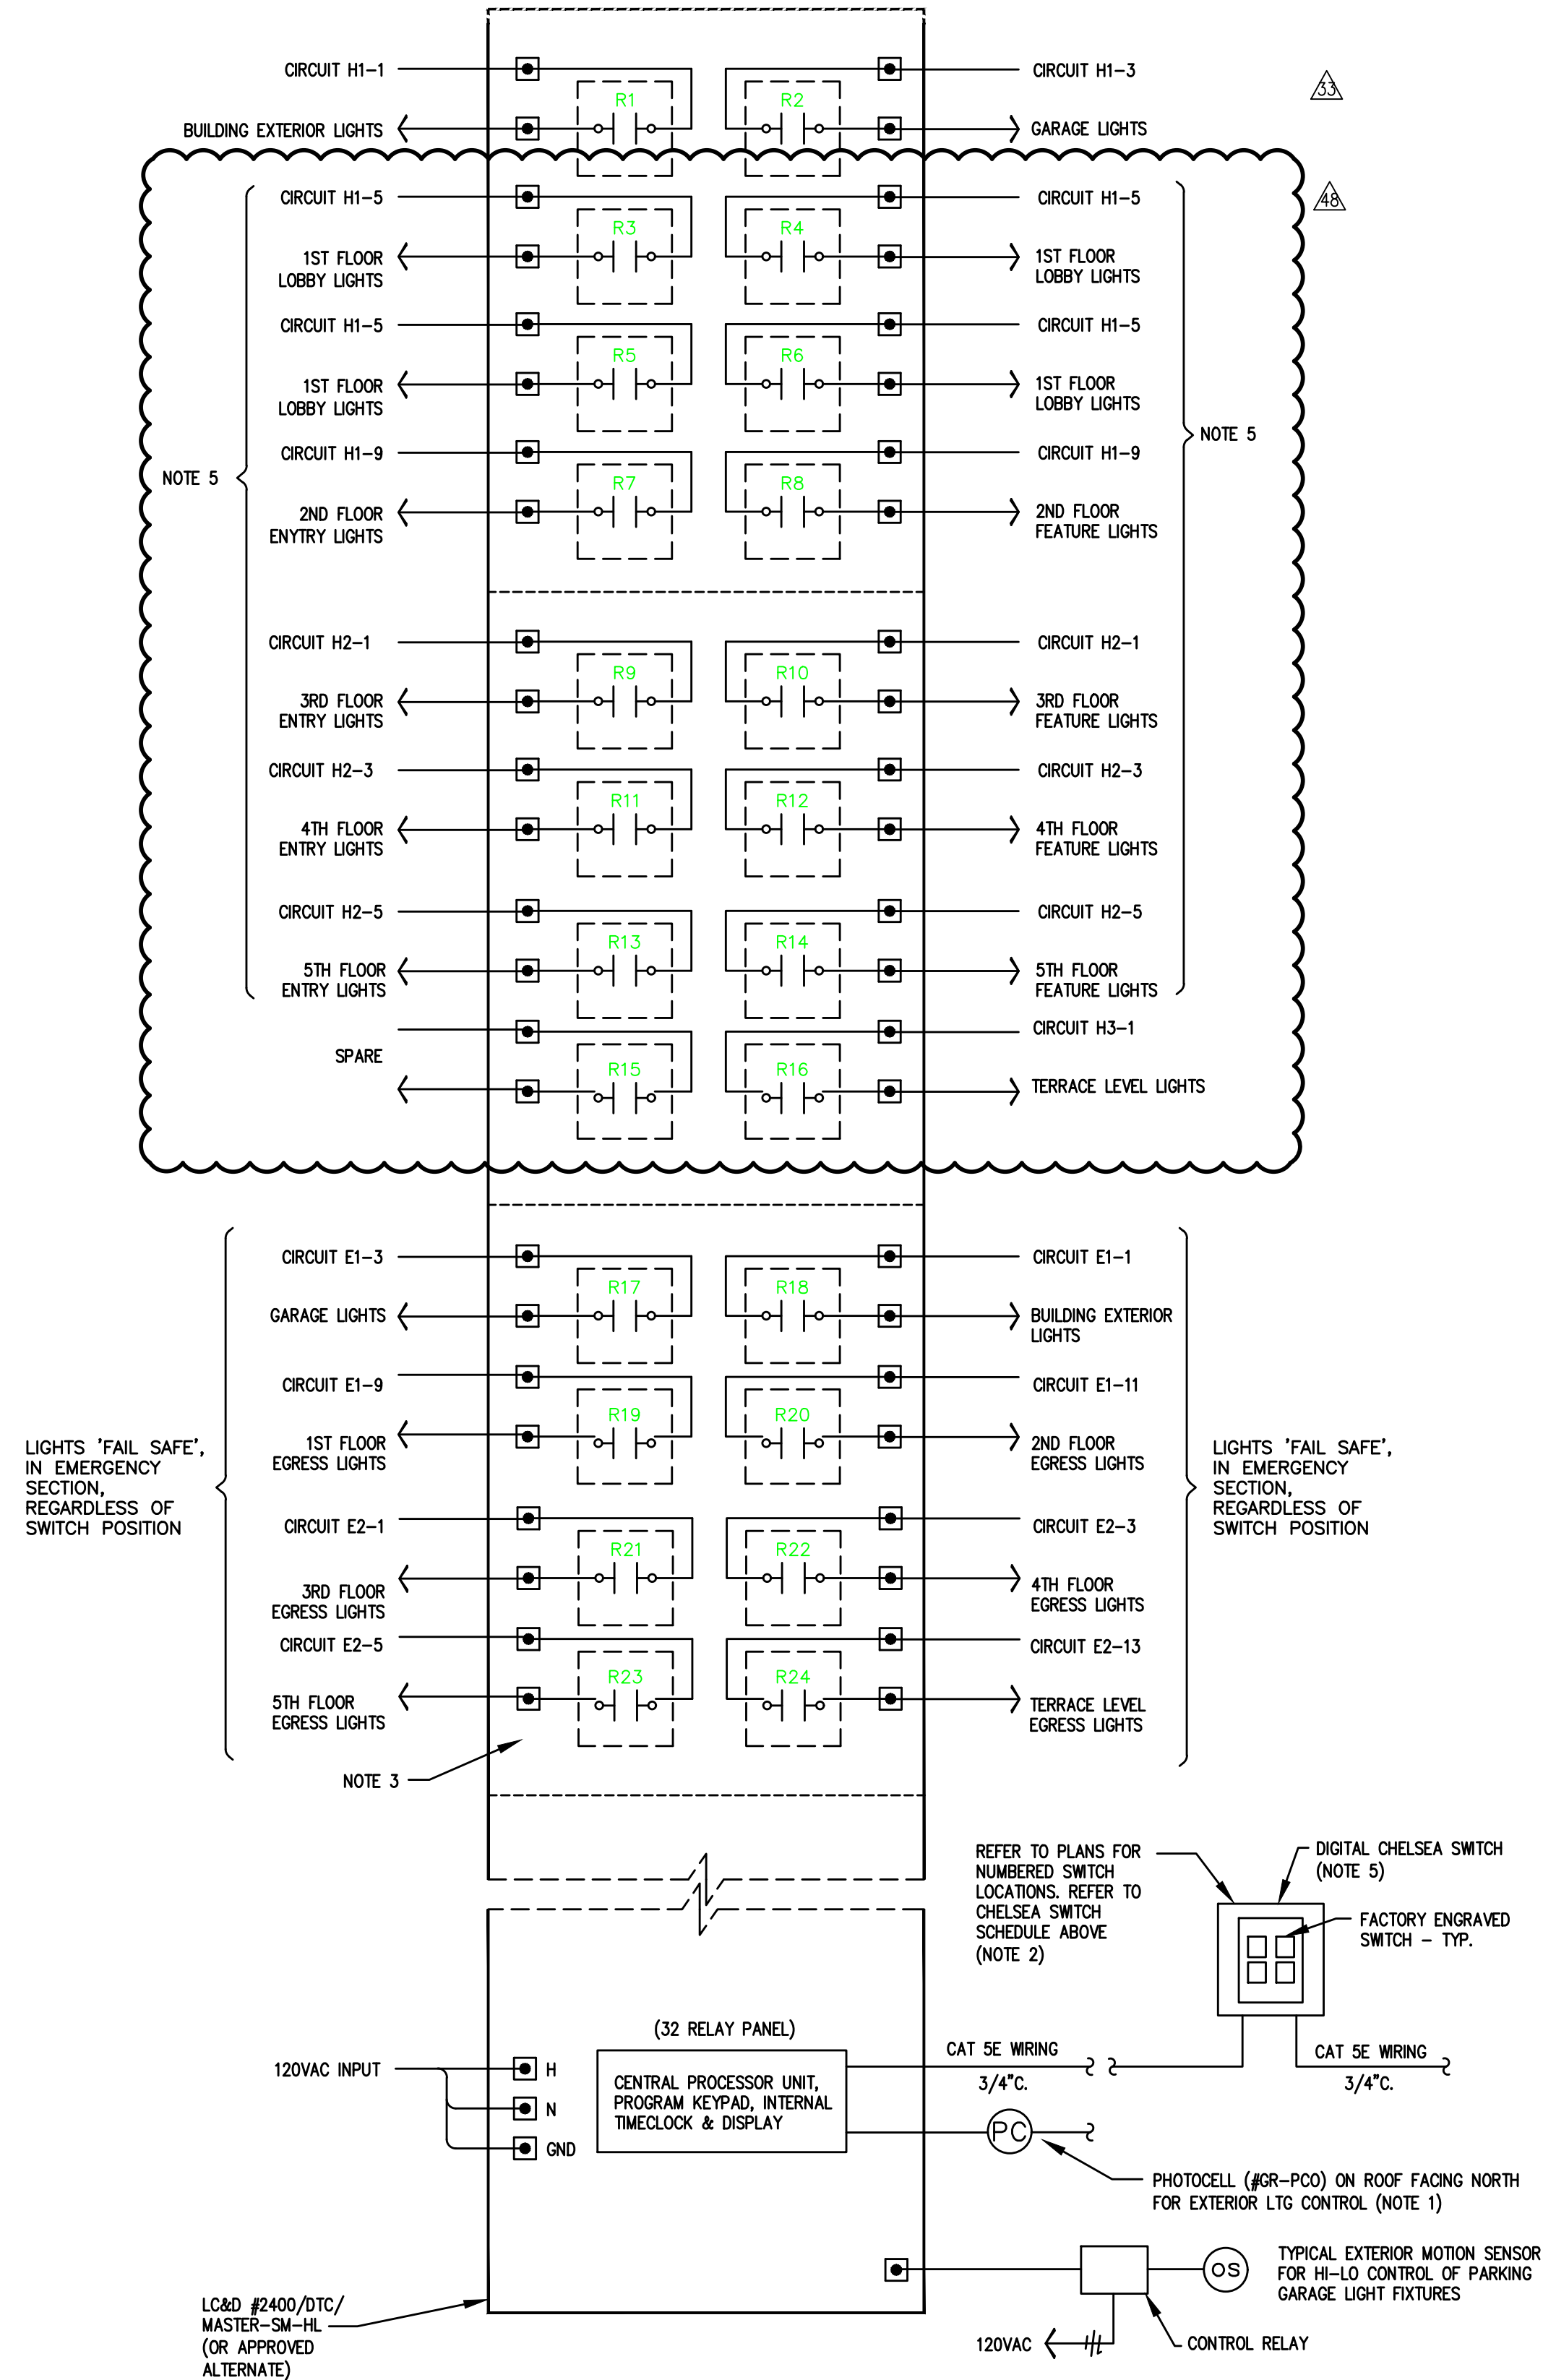 CIRCUIT H1-1
CIRCUIT H1-3
33
R1
R2
BUILDING EXTERIOR LIGHTS
GARAGE LIGHTS
CIRCUIT H1-5
CIRCUIT H1-5
48
R3
R4
1ST FLOOR
LOBBY LIGHTS
1ST FLOOR
LOBBY LIGHTS
CIRCUIT H1-5
CIRCUIT H1-5
R5
R6
1ST FLOOR
LOBBY LIGHTS
1ST FLOOR
LOBBY LIGHTS
NOTE 5
NOTE 5
CIRCUIT H1-9
CIRCUIT H1-9
R7
R8
2ND FLOOR
ENYTRY LIGHTS
2ND FLOOR
FEATURE LIGHTS
CIRCUIT H2-1
CIRCUIT H2-1
R9
R10
3RD FLOOR
ENTRY LIGHTS
3RD FLOOR
FEATURE LIGHTS
CIRCUIT H2-3
CIRCUIT H2-3
R11
R12
4TH FLOOR
ENTRY LIGHTS
4TH FLOOR
FEATURE LIGHTS
CIRCUIT H2-5
CIRCUIT H2-5
R13
R14
5TH FLOOR
ENTRY LIGHTS
5TH FLOOR
FEATURE LIGHTS
SPARE
CIRCUIT H3-1
R15
R16
TERRACE LEVEL LIGHTS
CIRCUIT E1-3
CIRCUIT E1-1
R17
R18
GARAGE LIGHTS
BUILDING EXTERIOR
LIGHTS
CIRCUIT E1-9
CIRCUIT E1-11
R19
R20
1ST FLOOR
EGRESS LIGHTS
2ND FLOOR
EGRESS LIGHTS
LIGHTS 'FAIL SAFE',
IN EMERGENCY
SECTION,
REGARDLESS OF
SWITCH POSITION
LIGHTS 'FAIL SAFE',
IN EMERGENCY
SECTION,
REGARDLESS OF
SWITCH POSITION
CIRCUIT E2-1
CIRCUIT E2-3
R21
R22
3RD FLOOR
EGRESS LIGHTS
4TH FLOOR
EGRESS LIGHTS
CIRCUIT E2-5
CIRCUIT E2-13
R23
R24
5TH FLOOR
EGRESS LIGHTS
TERRACE LEVEL
EGRESS LIGHTS
NOTE 3
REFER TO PLANS FOR
NUMBERED SWITCH
LOCATIONS. REFER TO
CHELSEA SWITCH
SCHEDULE ABOVE
(NOTE 2)
DIGITAL CHELSEA SWITCH
(NOTE 5)
FACTORY ENGRAVED
SWITCH - TYP.
(32 RELAY PANEL)
120VAC INPUT
H
N
GND
CENTRAL PROCESSOR UNIT,
PROGRAM KEYPAD, INTERNAL
TIMECLOCK & DISPLAY
CAT 5E WIRING
3/4"C.
CAT 5E WIRING
3/4"C.
PC
PHOTOCELL (#GR-PCO) ON ROOF FACING NORTH
FOR EXTERIOR LTG CONTROL (NOTE 1)
OS
TYPICAL EXTERIOR MOTION SENSOR
FOR HI-LO CONTROL OF PARKING
GARAGE LIGHT FIXTURES
LC&D #2400/DTC/
MASTER-SM-HL
(OR APPROVED
ALTERNATE)
120VAC
CONTROL RELAY